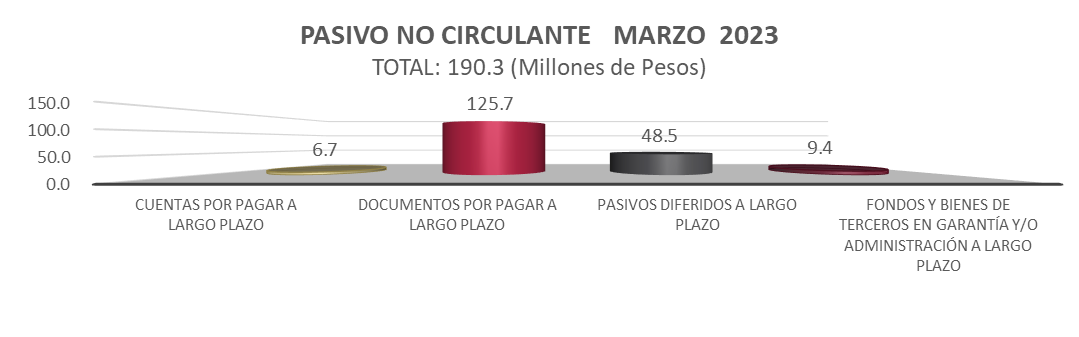 PASIVO NO CIRCULANTE   MARZO  2023
TOTAL: 190.3 (Millones de Pesos)
150.0
100.0
50.0
0.0
6.7
125.7
48.5
9.4
CUENTAS POR PAGAR A
LARGO PLAZO
DOCUMENTOS POR PAGAR A
LARGO PLAZO
PASIVOS DIFERIDOS A LARGO
PLAZO
FONDOS Y BIENES DE
TERCEROS EN GARANTÍA Y/O
ADMINISTRACIÓN A LARGO
PLAZO